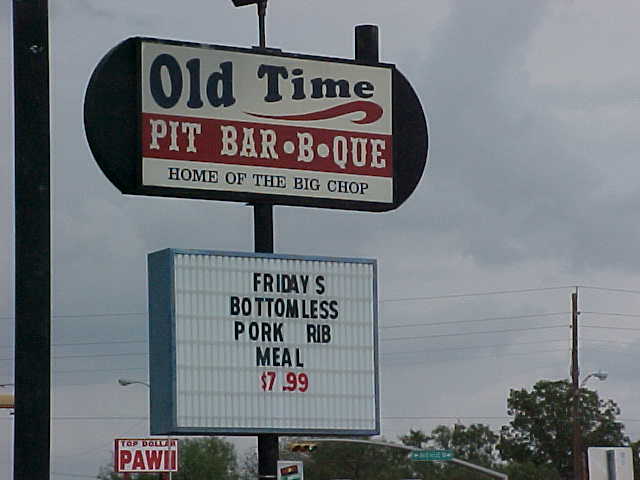 Old Time
PIT BAR•B•QUE
HOME OF THE BIG CHOP
FRIDAY S
BOTTOMLESS
PORK RIB
MEAL
$7.99
TOP DOLLAR
PAWN